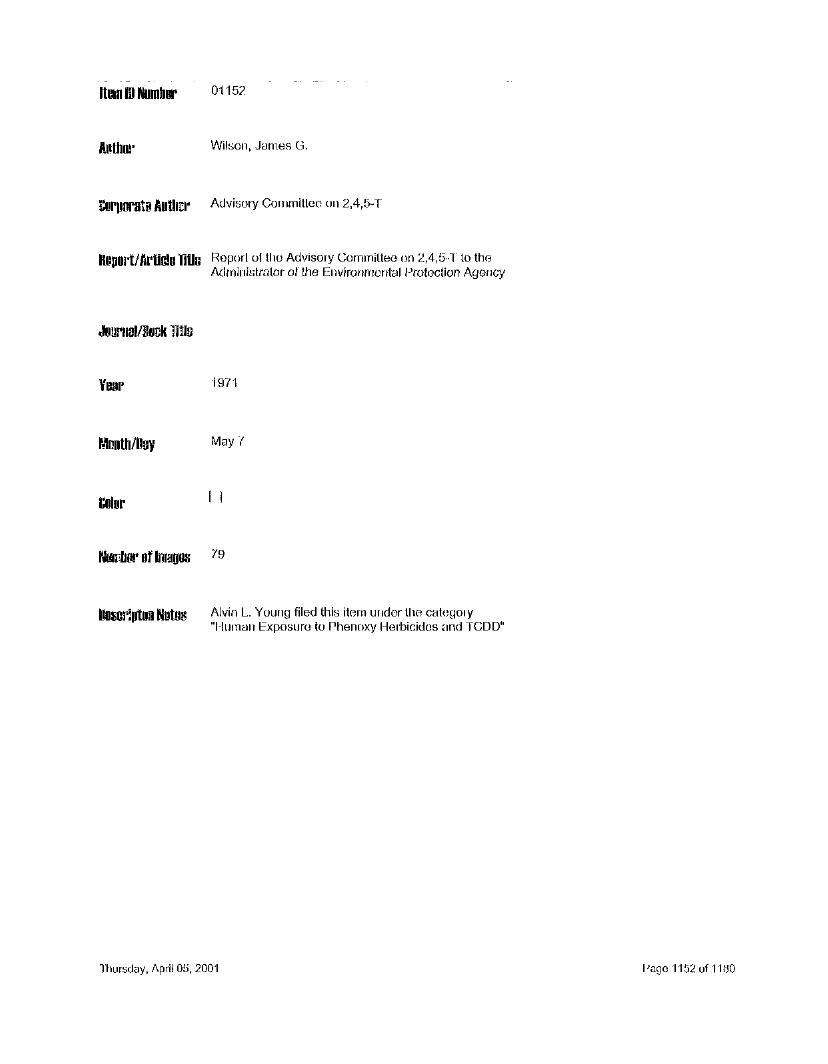 Item ID Number 01152
Author Wilson, James G.
Corporate Author Advisory Committee on 2,4,5-T
Report/Article Title Report of the Advisory Committee on 2,4,5-T to the
Administrator of the Environmental Protection Agency
Journal/Book Title
Year 1971
Month/Day May 7
Color
Number of Images 79
Descripton Notes Alvin L. Young filed this item under the category
"Human Exposure to Phenoxy Herbicides and TCDD"
Thursday, April 05, 2001 Page 1152 of 1180